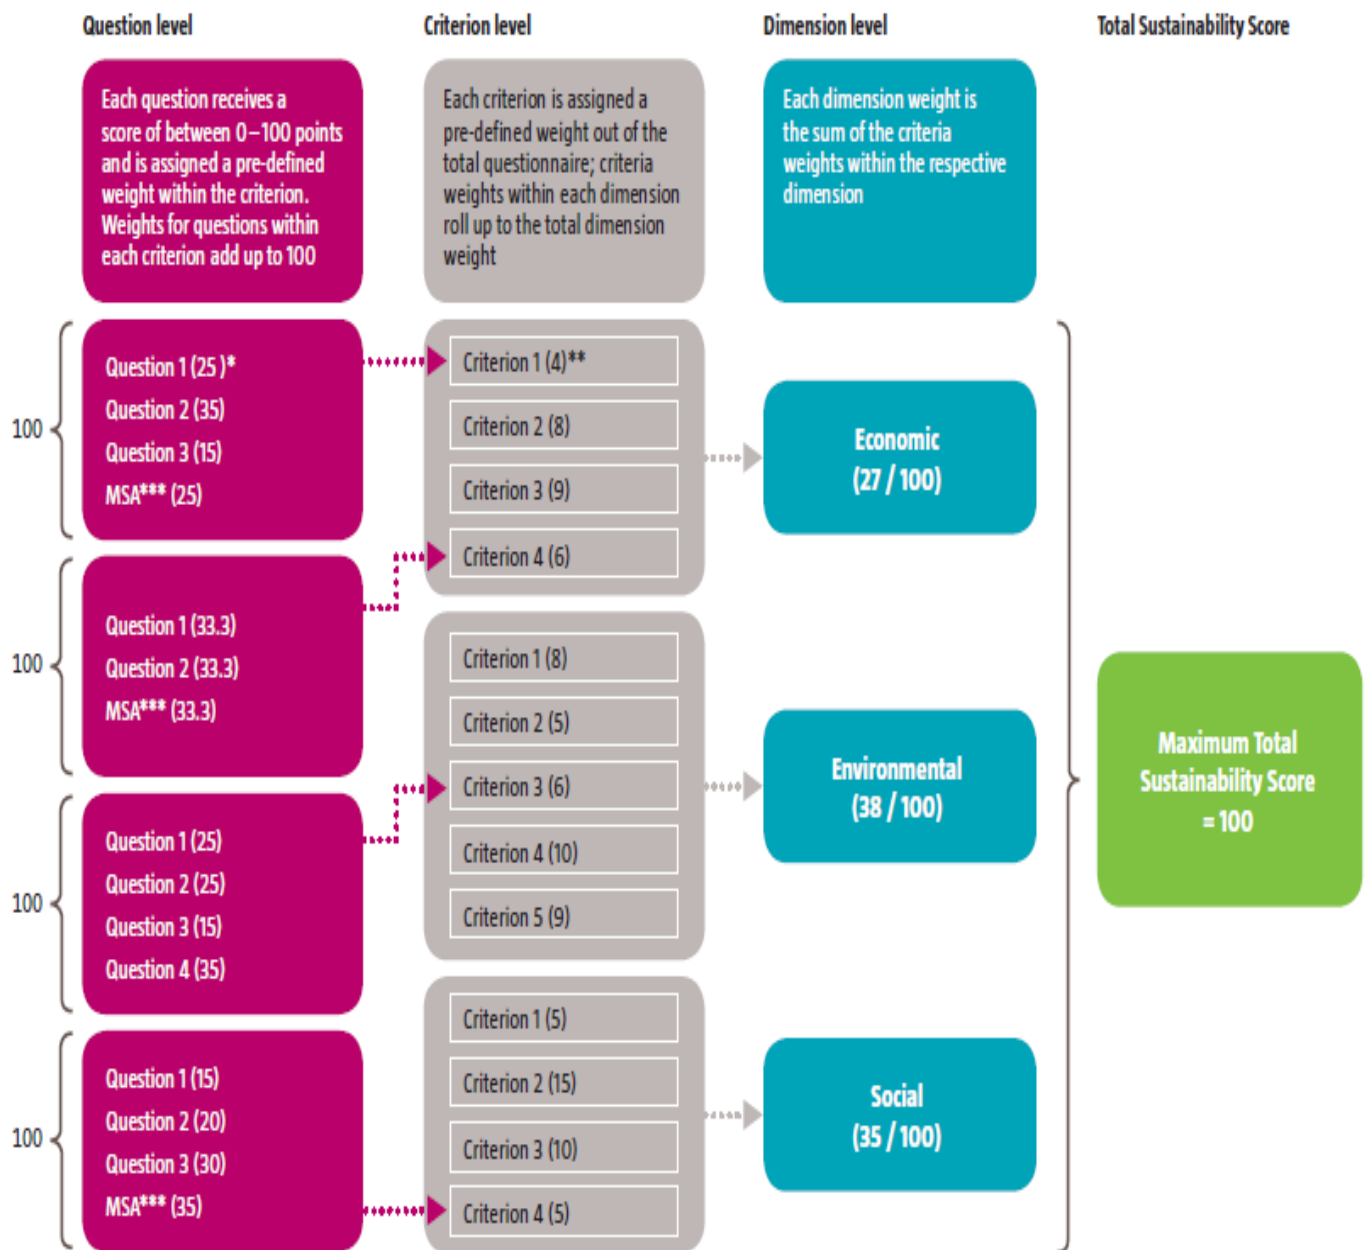 Question level
Criterion level
Dimension level
Total Sustainability Score
Each question receives a
score of between 0–100 points
and is assigned a pre-defined
weight within the criterion.
Weights for questions within
each criterion add up to 100
Each criterion is assigned a
pre-defined weight out of the
total questionnaire; criteria
weights within each dimension
roll up to the total dimension
weight
Each dimension weight is
the sum of the criteria
weights within the respective
dimension
100
Question 1 (25 )*
Question 2 (35)
Question 3 (15)
MSA*** (25)
100
Question 1 (33.3)
Question 2 (33.3)
MSA*** (33.3)
100
Question 1 (25)
Question 2 (25)
Question 3 (15)
Question 4 (35)
100
Question 1 (15)
Question 2 (20)
Question 3 (30)
MSA*** (35)
Criterion 1 (4)**
Criterion 2 (8)
Criterion 3 (9)
Criterion 4 (6)
Criterion 1 (8)
Criterion 2 (5)
Criterion 3 (6)
Criterion 4 (10)
Criterion 5 (9)
Criterion 1 (5)
Criterion 2 (15)
Criterion 3 (10)
Criterion 4 (5)
Economic
(27 / 100)
Environmental
(38 / 100)
Social
(35 / 100)
Maximum Total
Sustainability Score
= 100